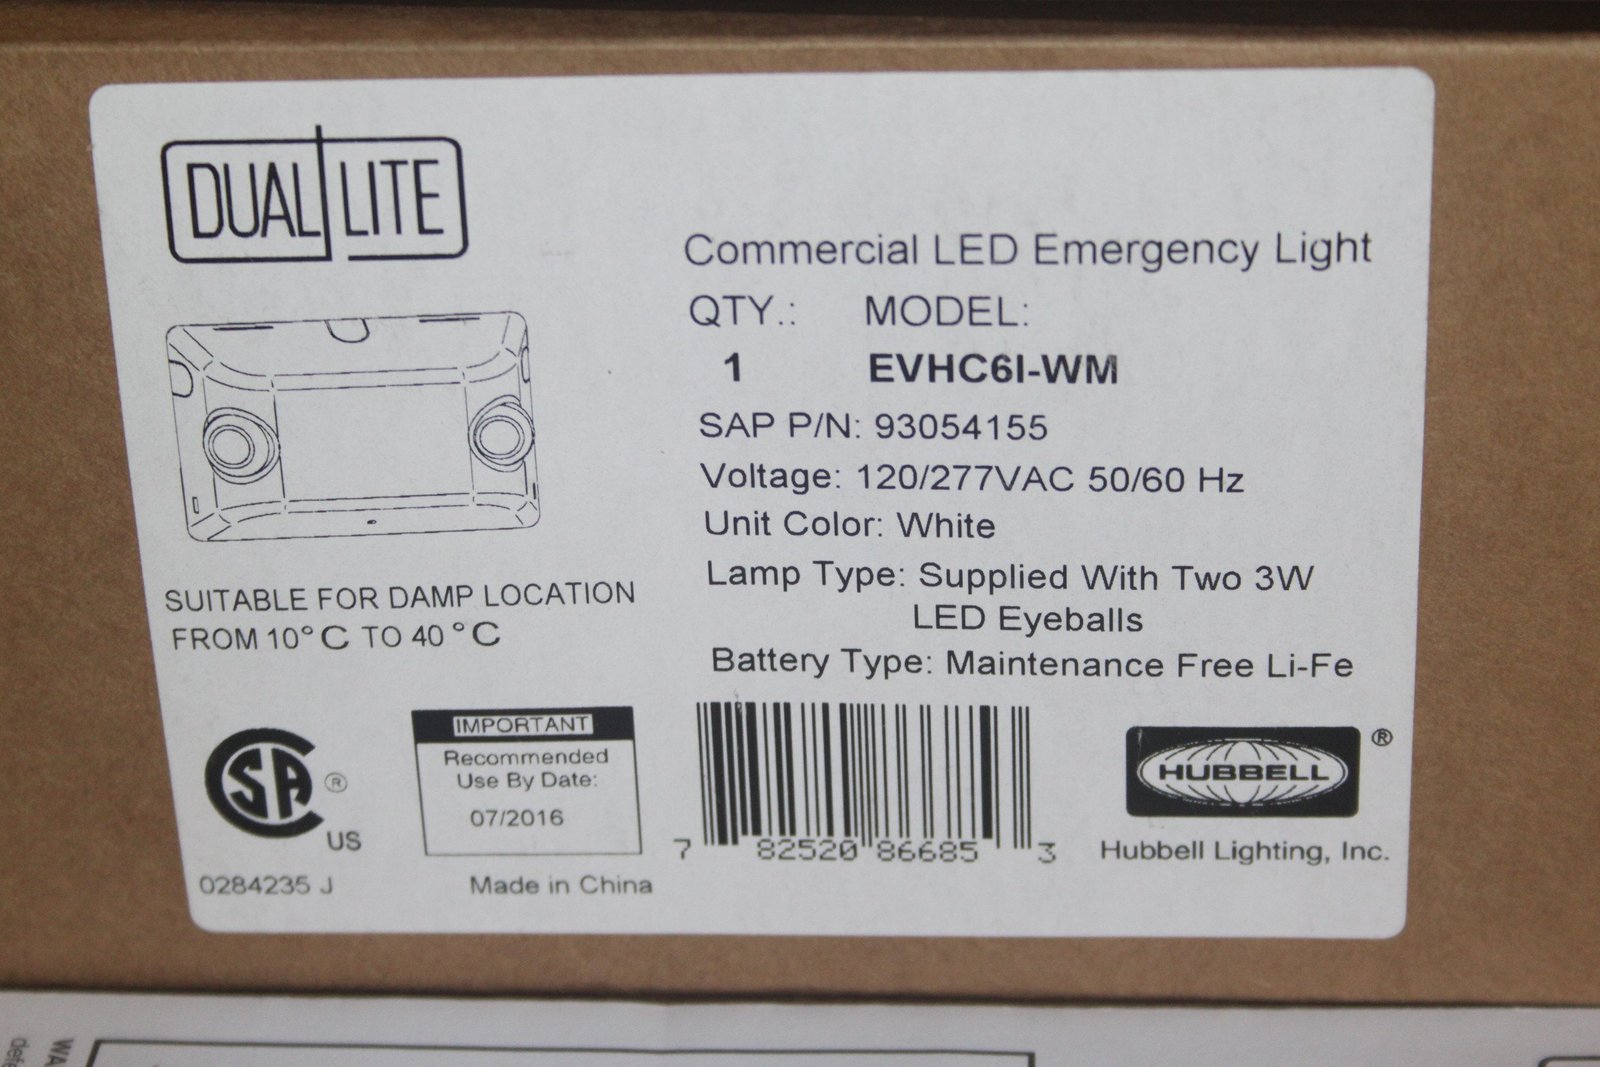 DUAL LITE
Commercial LED Emergency Light
QTY.: MODEL:
1 EVHC6I-WM
SAP P/N: 93054155
Voltage: 120/277VAC 50/60 Hz
Unit Color: White
Lamp Type: Supplied With Two 3W
LED Eyeballs
Battery Type: Maintenance Free Li-Fe
SUITABLE FOR DAMP LOCATION
FROM 10°C TO 40°C
SA ®
US
0284235 J
IMPORTANT
Recommended
Use By Date:
07/2016
Made in China
7 82520 86685 3
HUBBELL ®
Hubbell Lighting, Inc.
WA